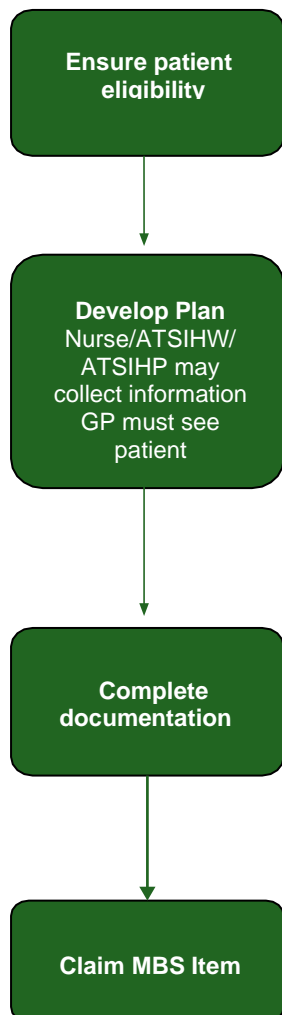 Ensure patient
eligibility
Develop Plan
Nurse/ATSIHW/
ATSIHP may
collect information
GP must see
patient
Complete
documentation
Claim MBS Item